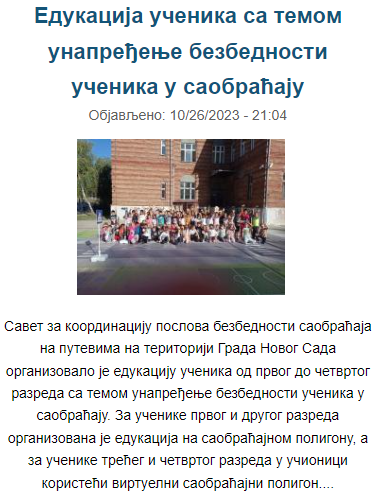 Едукација ученика са темом
унапређење безбедности
ученика у саобраћају
Објављено: 10/26/2023 - 21:04
Савет за координацију послова безбедности саобраћаја
на путевима на територији Града Новог Сада
организовало је едукацију ученика од првог до четвртог
разреда са темом унапређење безбедности ученика у
саобраћају. За ученике првог и другог разреда
организована је едукација на саобраћајном полигону, а
за ученике трећег и четвртог разреда у учионици
користећи виртуелни саобраћајни полигон....